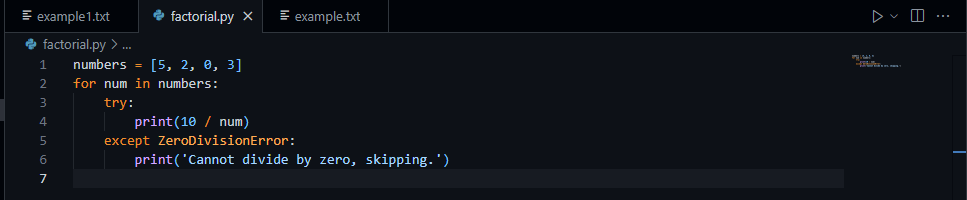 example1.txt
factorial.py
example.txt
factorial.py > ...
1 numbers = [5, 2, 0, 3]
2 for num in numbers:
3     try:
4         print(10 / num)
5     except ZeroDivisionError:
6         print('Cannot divide by zero, skipping.')
7